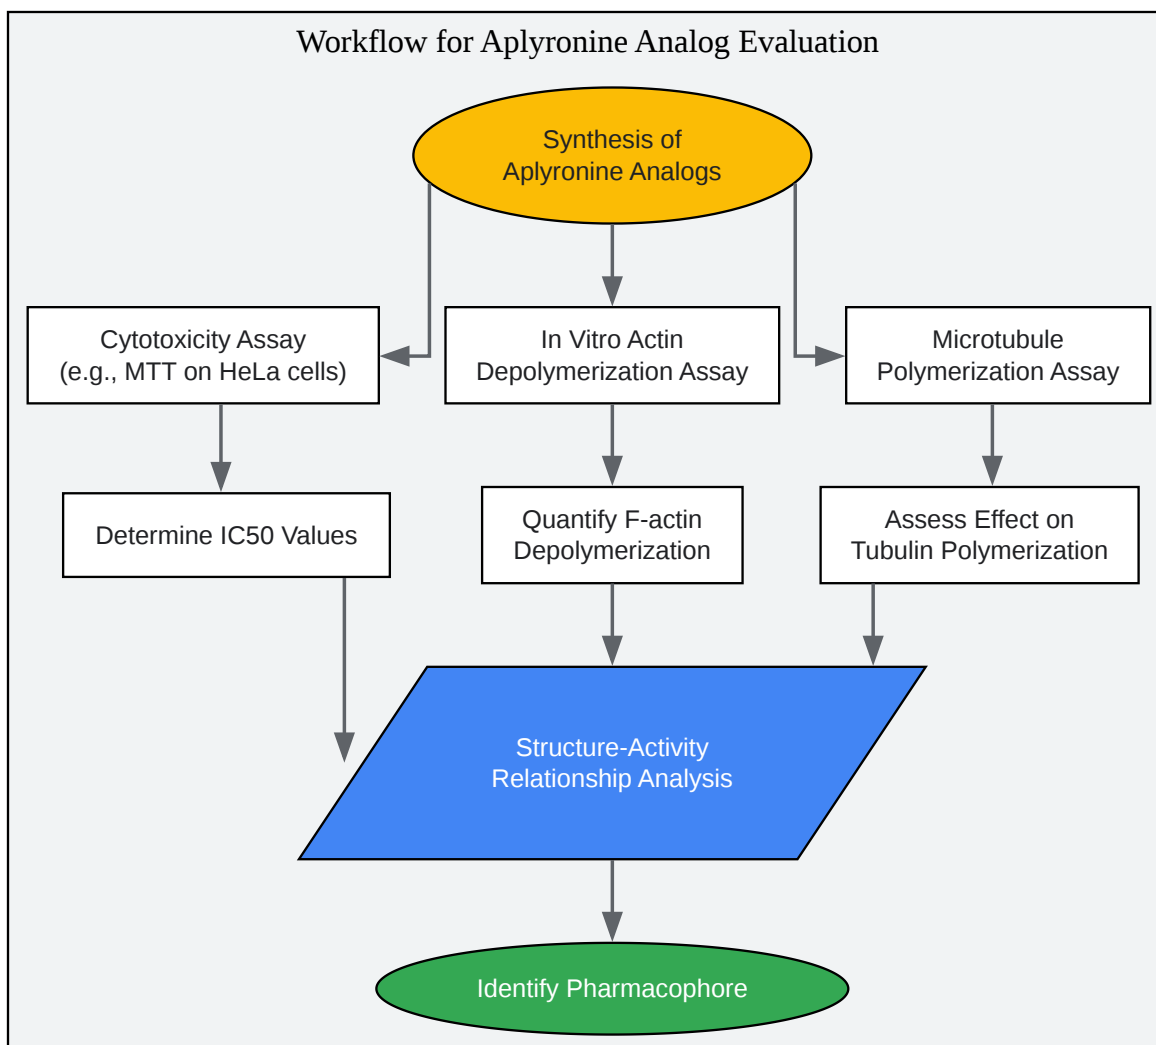 Workflow for Aplyronine Analog Evaluation
Synthesis of
Aplyronine Analogs
Cytotoxicity Assay
(e.g., MTT on HeLa cells)
In Vitro Actin
Depolymerization Assay
Microtubule
Polymerization Assay
Determine IC50 Values
Quantify F-actin
Depolymerization
Assess Effect on
Tubulin Polymerization
Structure-Activity
Relationship Analysis
Identify Pharmacophore